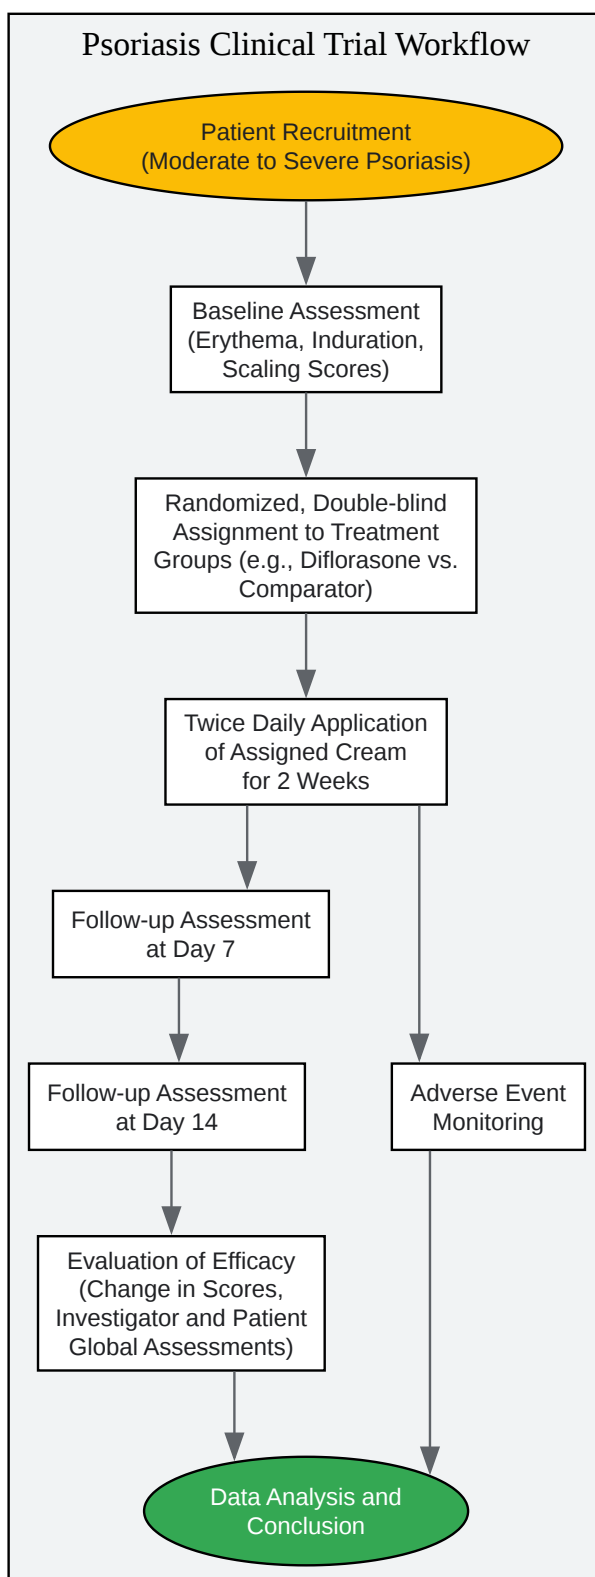 Psoriasis Clinical Trial Workflow
Patient Recruitment
(Moderate to Severe Psoriasis)
Baseline Assessment
(Erythema, Induration,
Scaling Scores)
Randomized, Double-blind
Assignment to Treatment
Groups (e.g., Diflorasone vs.
Comparator)
Twice Daily Application
of Assigned Cream
for 2 Weeks
Follow-up Assessment
at Day 7
Follow-up Assessment
at Day 14
Adverse Event
Monitoring
Evaluation of Efficacy
(Change in Scores,
Investigator and Patient
Global Assessments)
Data Analysis and
Conclusion